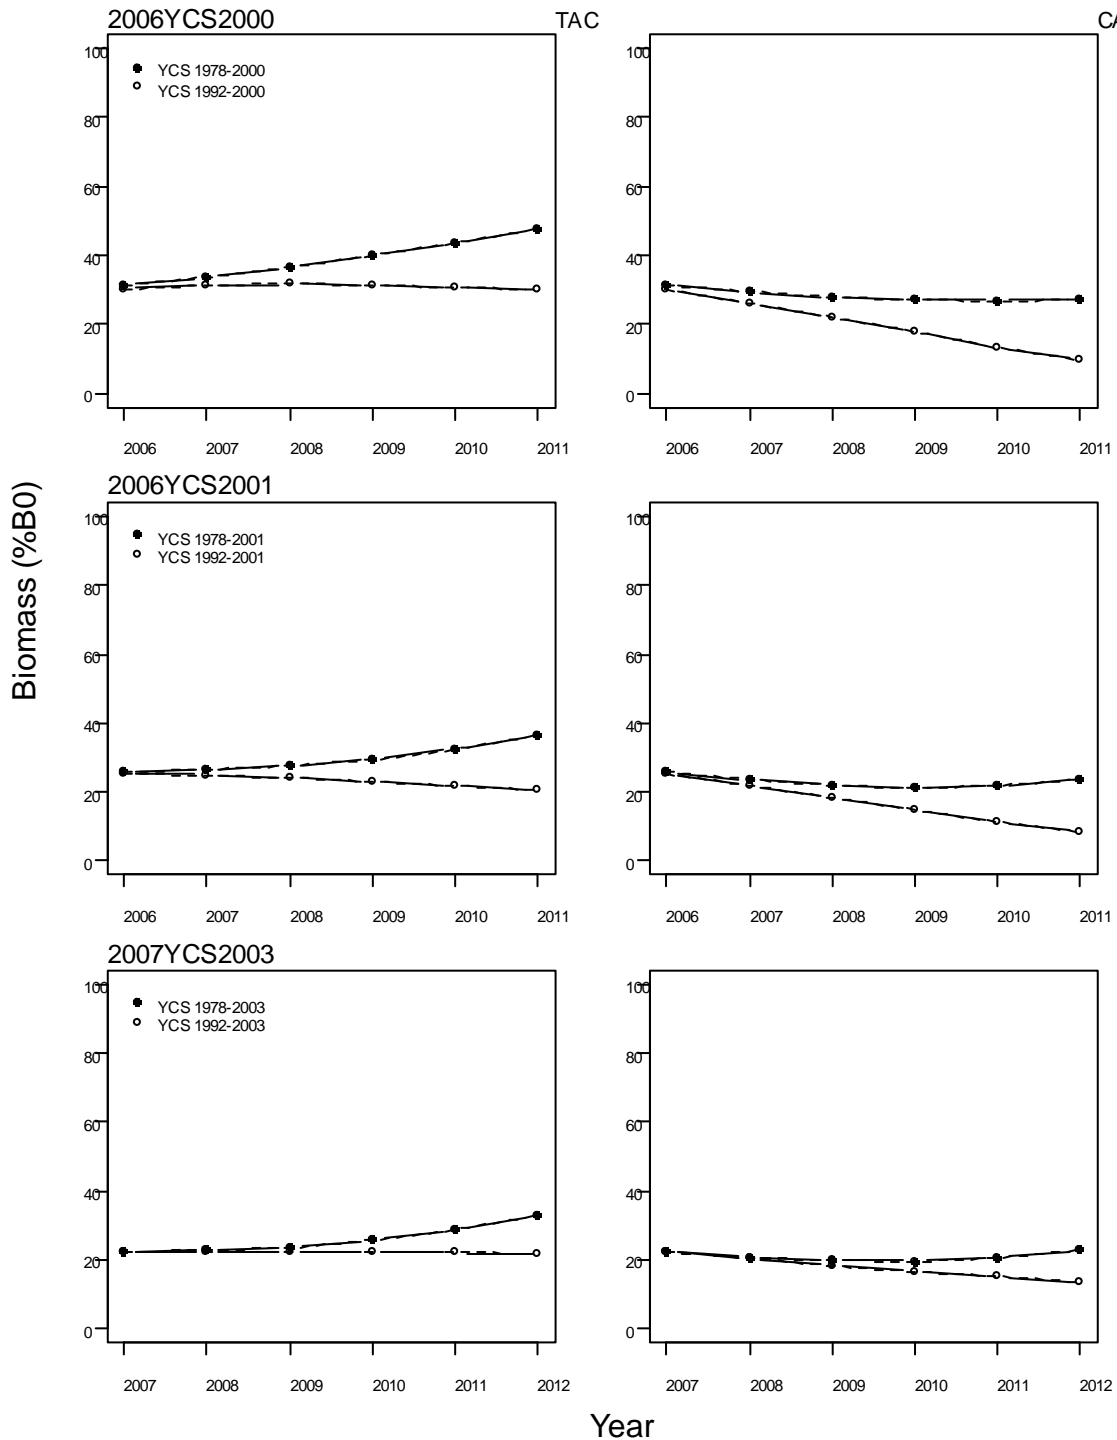 2006YCS2000 TAC CA
100
YCS 1978-2000
YCS 1992-2000
80
60
40
20
0
2006 2007 2008 2009 2010 2011
100
80
60
40
20
0
2006 2007 2008 2009 2010 2011
Biomass (%B0)
2006YCS2001
100
YCS 1978-2001
YCS 1992-2001
80
60
40
20
0
2006 2007 2008 2009 2010 2011
100
80
60
40
20
0
2006 2007 2008 2009 2010 2011
2007YCS2003
100
YCS 1978-2003
YCS 1992-2003
80
60
40
20
0
2007 2008 2009 2010 2011 2012
100
80
60
40
20
0
2007 2008 2009 2010 2011 2012
Year